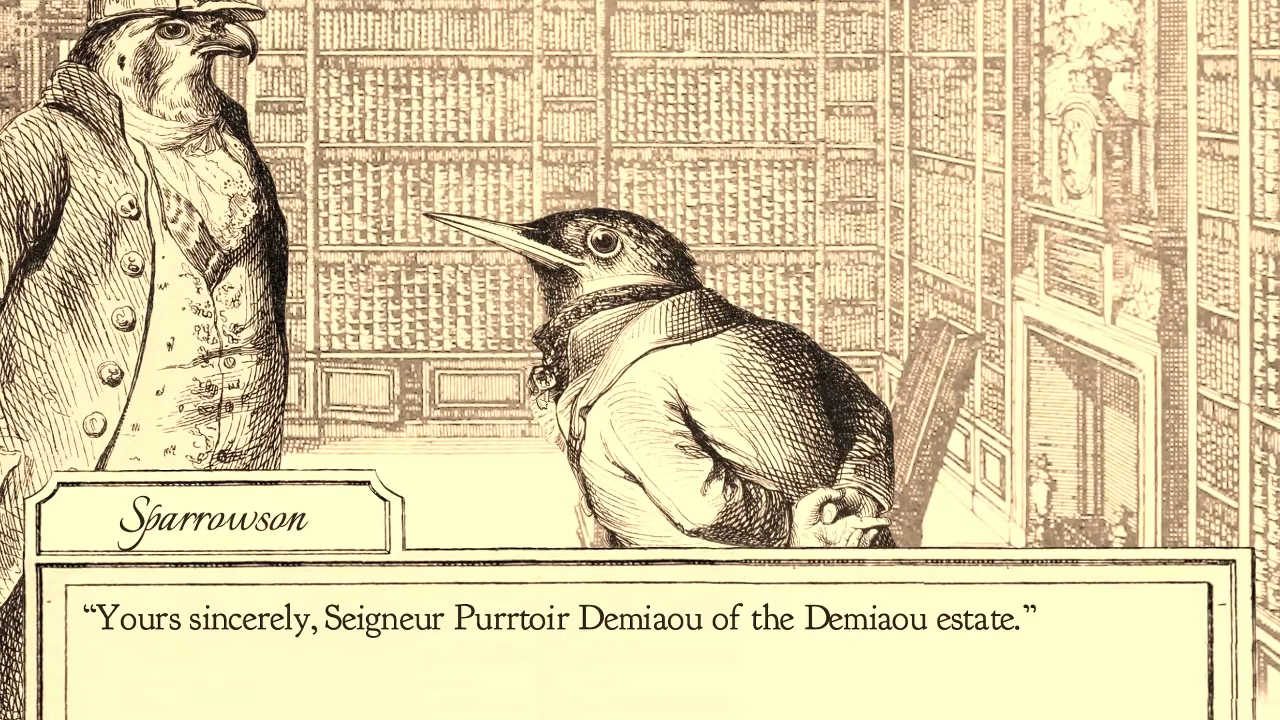 Sparrowson
“Yours sincerely, Seigneur Purrtoir Demiaou of the Demiaou estate.”